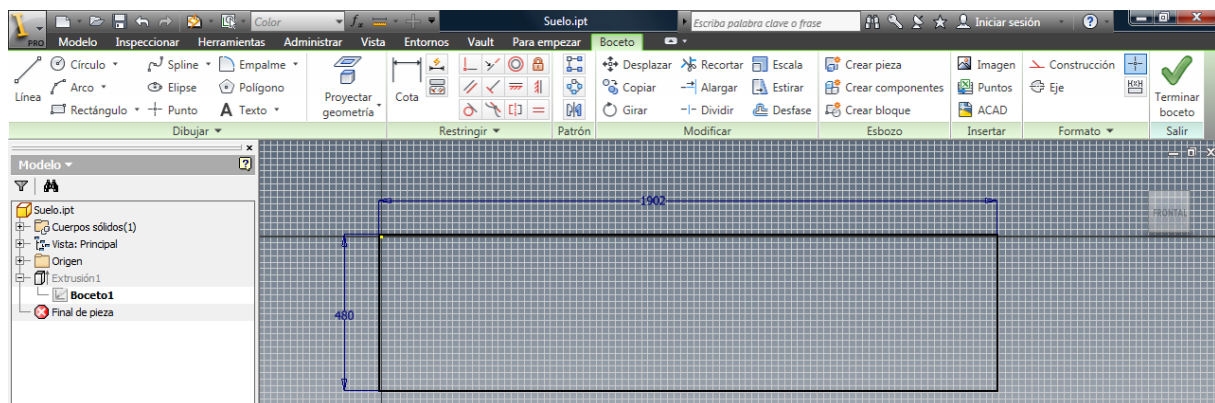 Color Suelo.ipt Escriba palabra clave o frase Iniciar sesión
PRO Modelo Inspeccionar Herramientas Administrar Vista Entornos Vault Para empezar Boceto
Círculo Spline Empalme Desplazar Recortar Escala Crear pieza Imagen Construcción
Línea Arco Elipse Polígono Proyectar geometría Cota Copiar Alargar Estirar Crear componentes Puntos Eje Terminar boceto
Rectángulo Punto A Texto Girar Dividir Desfase Crear bloque ACAD
Dibujar Restringir Patrón Modificar Esbozo Insertar Formato Salir
Modelo
Suelo.ipt
Cuerpos sólidos(1)
Vista: Principal
Origen
Extrusión1
Boceto1
Final de pieza
1902
480
FRONTAL